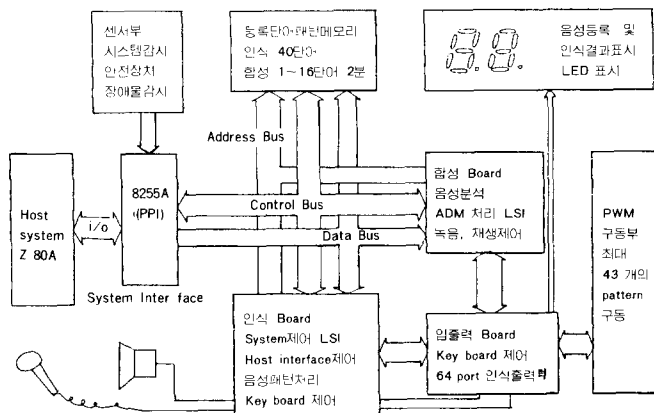 센서부
시스템감시
안전장치
장애물감시
등록단어패턴메모리
인식 40단어
합성 1~16단어 2분
8.8.
음성등록 및
인식결과표시
LED 표시
Address Bus
Host
system
Z 80A
i/o
8255A
(PPI)
System Inter face
Control Bus
Data Bus
합성 Board
음성분석
ADM 처리 LSI
녹음, 재생제어
PWM
구동부
최대
43 개의
pattern
구동
인식 Board
System제어 LSI
Host interface제어
음성패턴처리
Key board 제어
입출력 Board
Key board 제어
64 port 인식출력